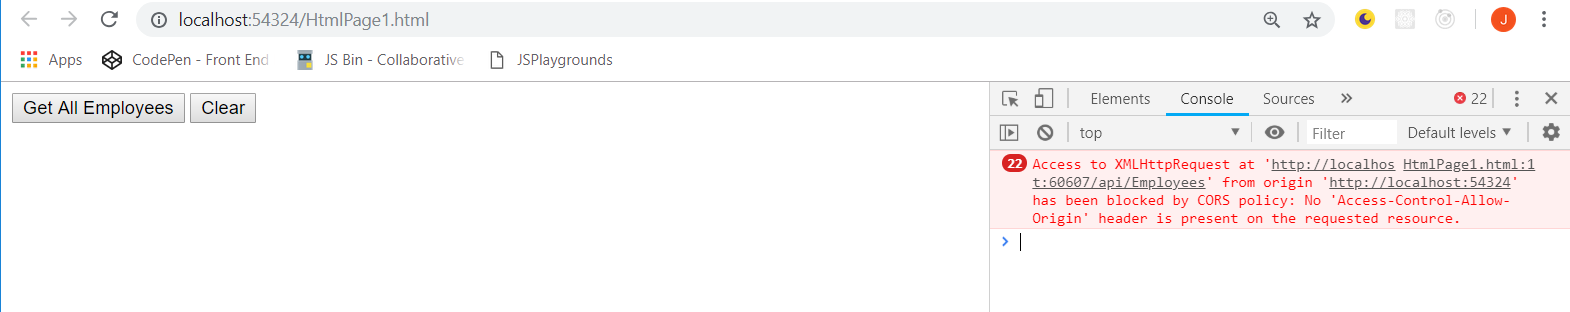 localhost:54324/HtmlPage1.html
J
Apps CodePen - Front End JS Bin - Collaborative JSPlaygrounds
Get All Employees Clear
Elements Console Sources » 22
top Filter Default levels
22 Access to XMLHttpRequest at 'http://localhos HtmlPage1.html:1
t:60607/api/Employees' from origin 'http://localhost:54324'
has been blocked by CORS policy: No 'Access-Control-Allow-
Origin' header is present on the requested resource.